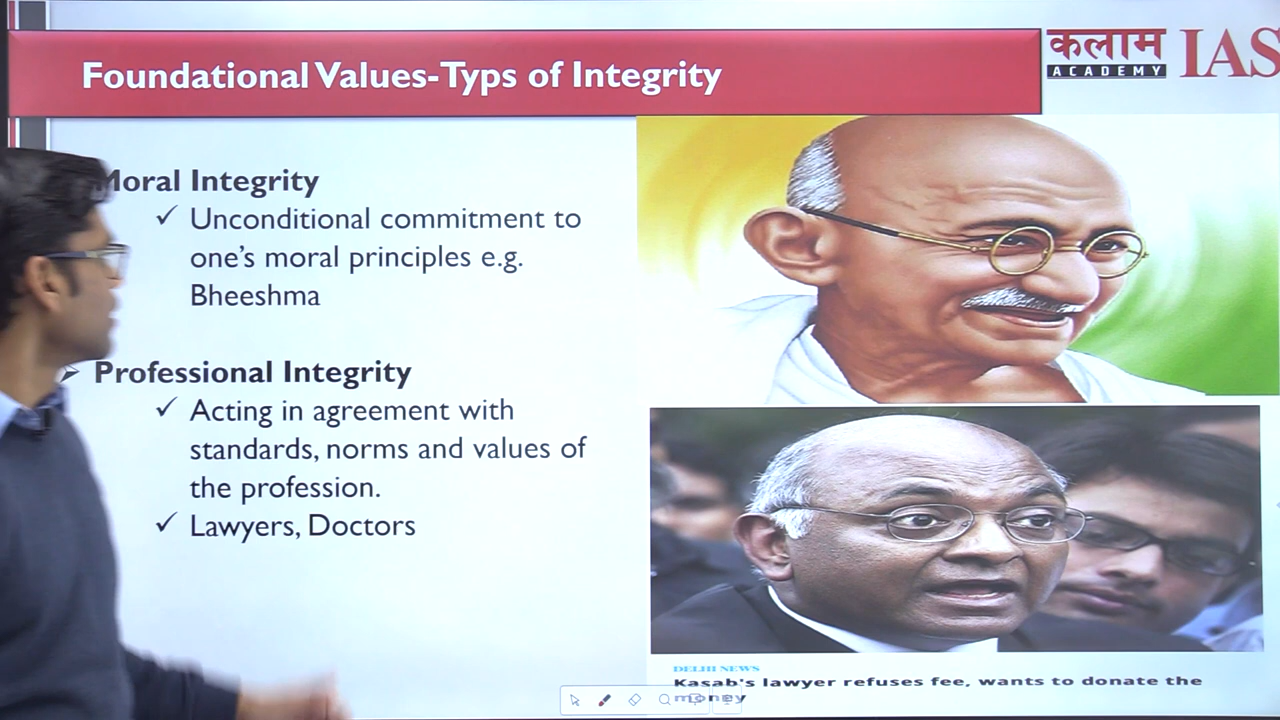 Foundational Values-Typs of Integrity
कलाम
ACADEMY
IAS
Moral Integrity
✓ Unconditional commitment to
one's moral principles e.g.
Bheeshma
➤ Professional Integrity
✓ Acting in agreement with
standards, norms and values of
the profession.
✓ Lawyers, Doctors
DELHI NEWS
Kasab's lawyer refuses fee, wants to donate the
money